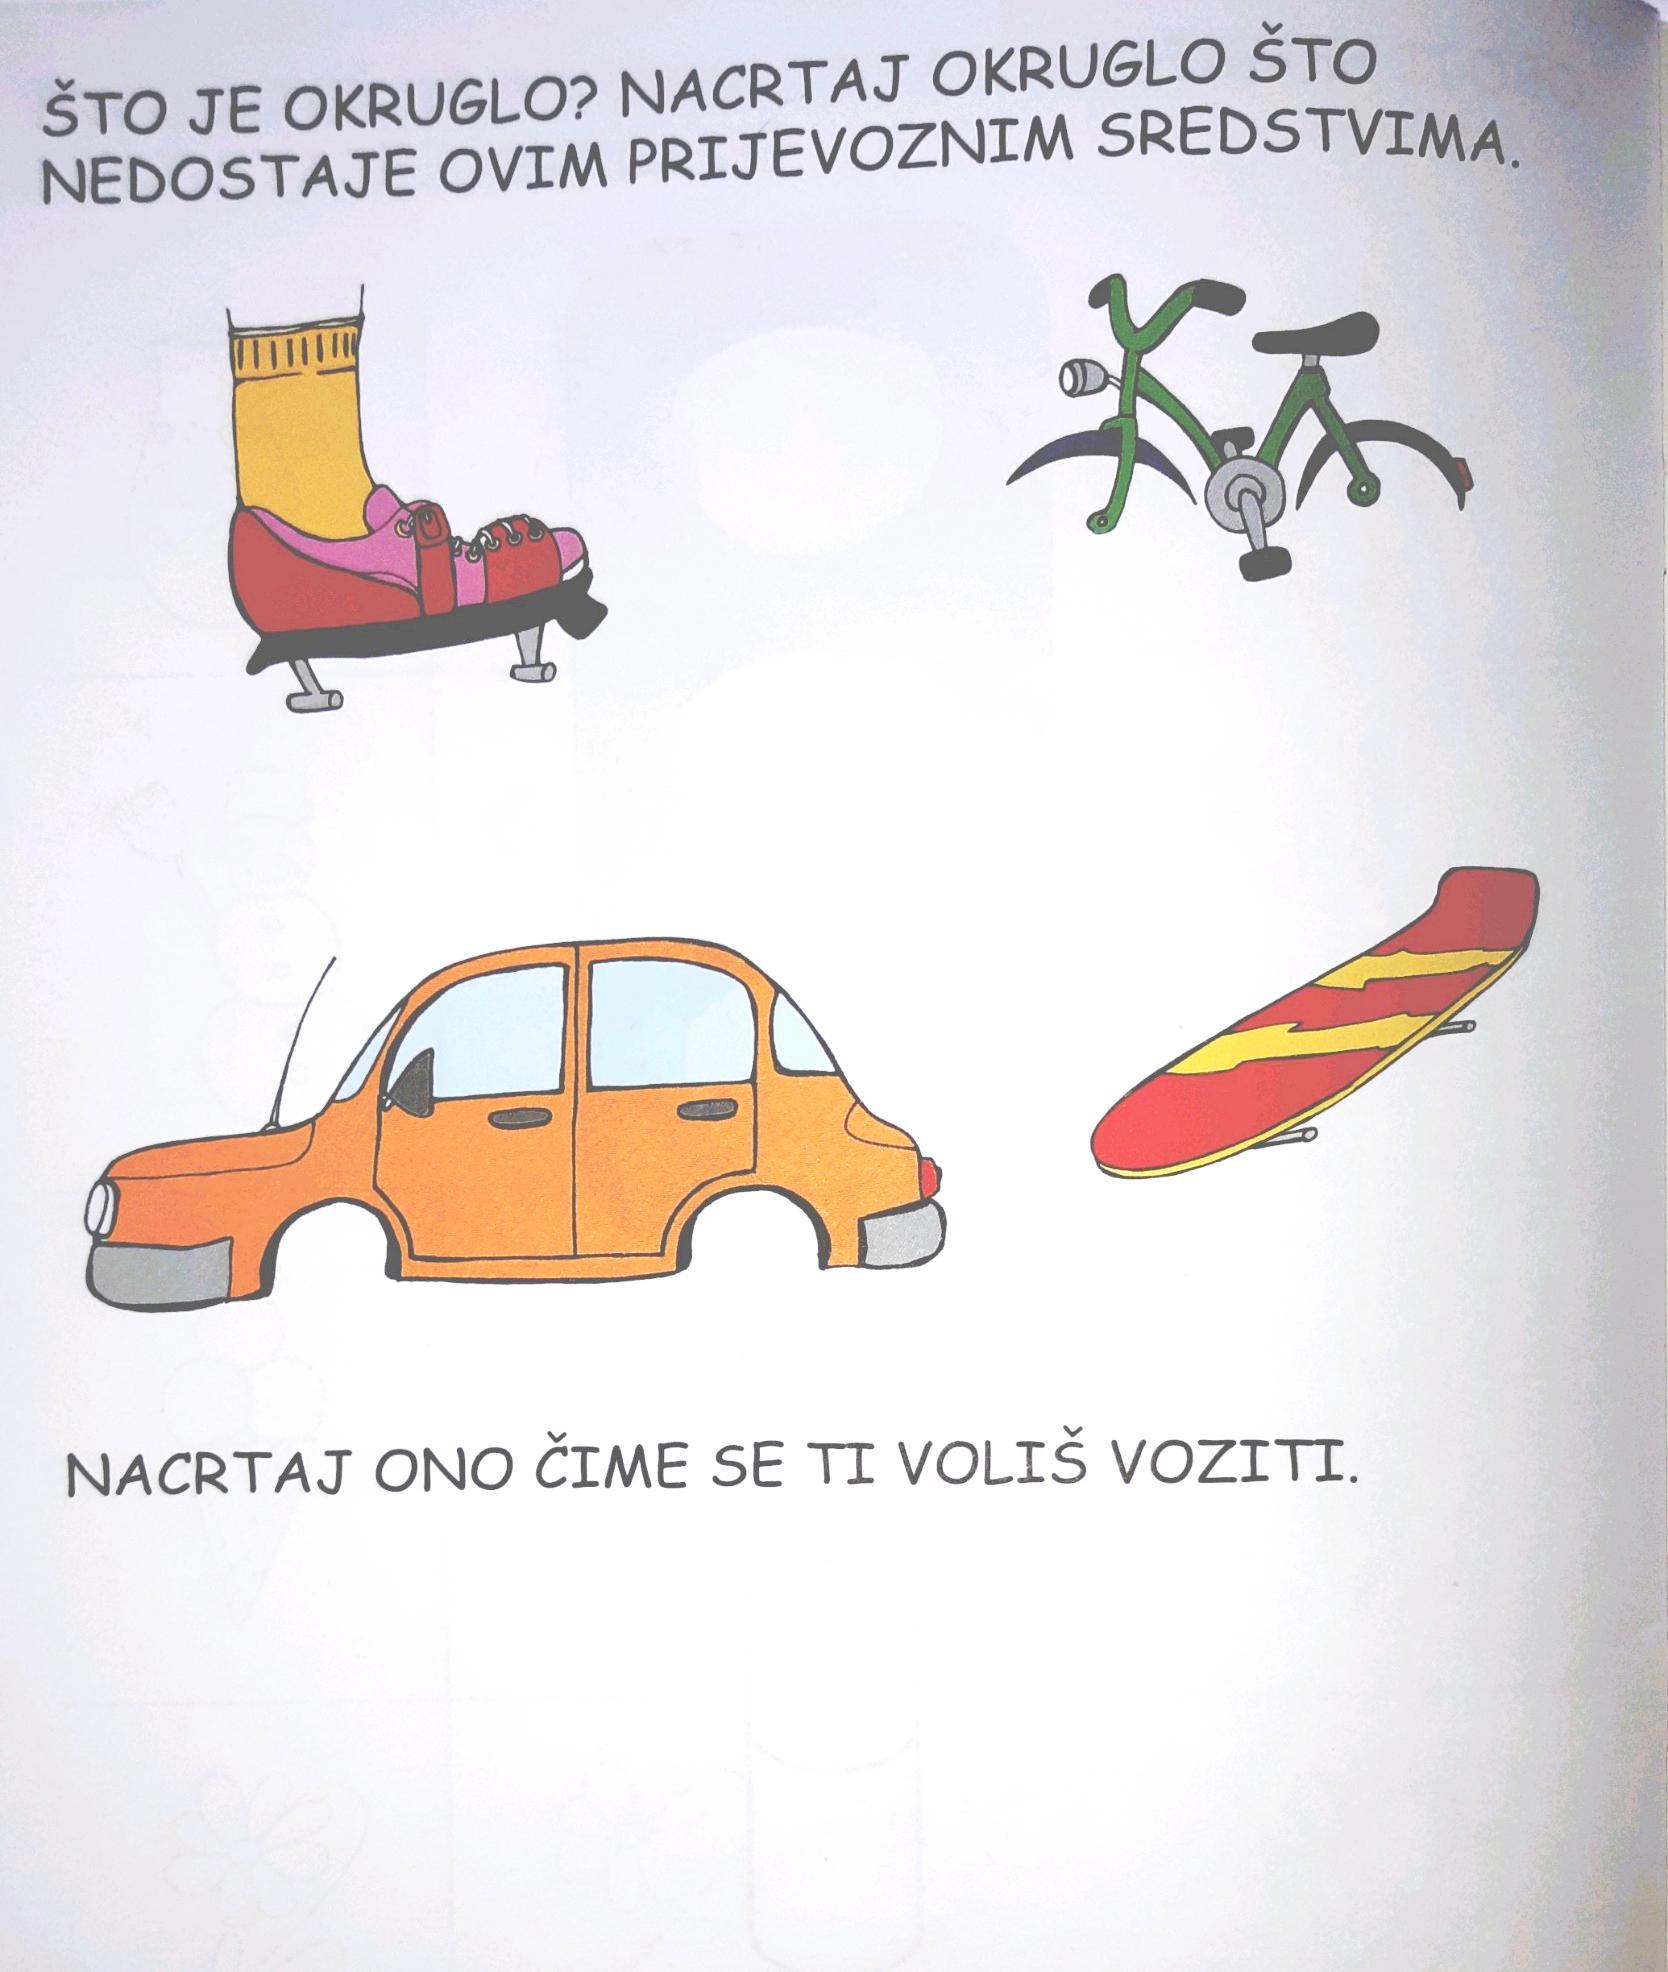 ŠTO JE OKRUGLO? NACRTAJ OKRUGLO ŠTO
NEDOSTAJE OVIM PRIJEVOZNIM SREDSTVIMA.
NACRTAJ ONO ČIME SE TI VOLIŠ VOZITI.